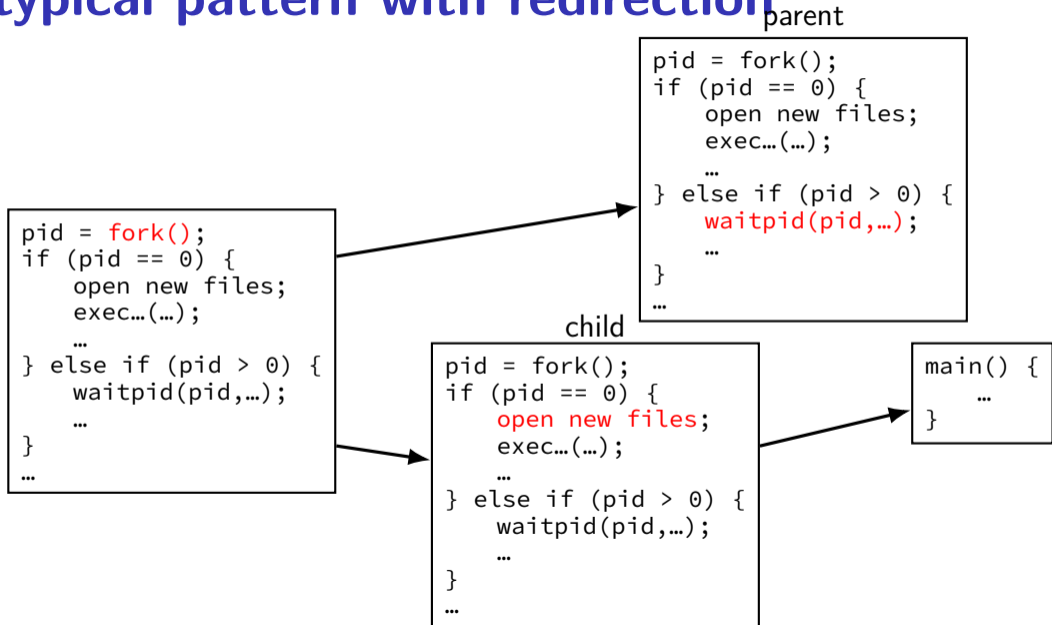 typical pattern with redirection
parent
pid = fork();
if (pid == 0) {
open new files;
exec…(…);
…
} else if (pid > 0) {
waitpid(pid,…);
…
}
…
pid = fork();
if (pid == 0) {
open new files;
exec…(…);
…
} else if (pid > 0) {
waitpid(pid,…);
…
}
…
child
pid = fork();
if (pid == 0) {
open new files;
exec…(…);
…
} else if (pid > 0) {
waitpid(pid,…);
…
}
…
main() {
…
}